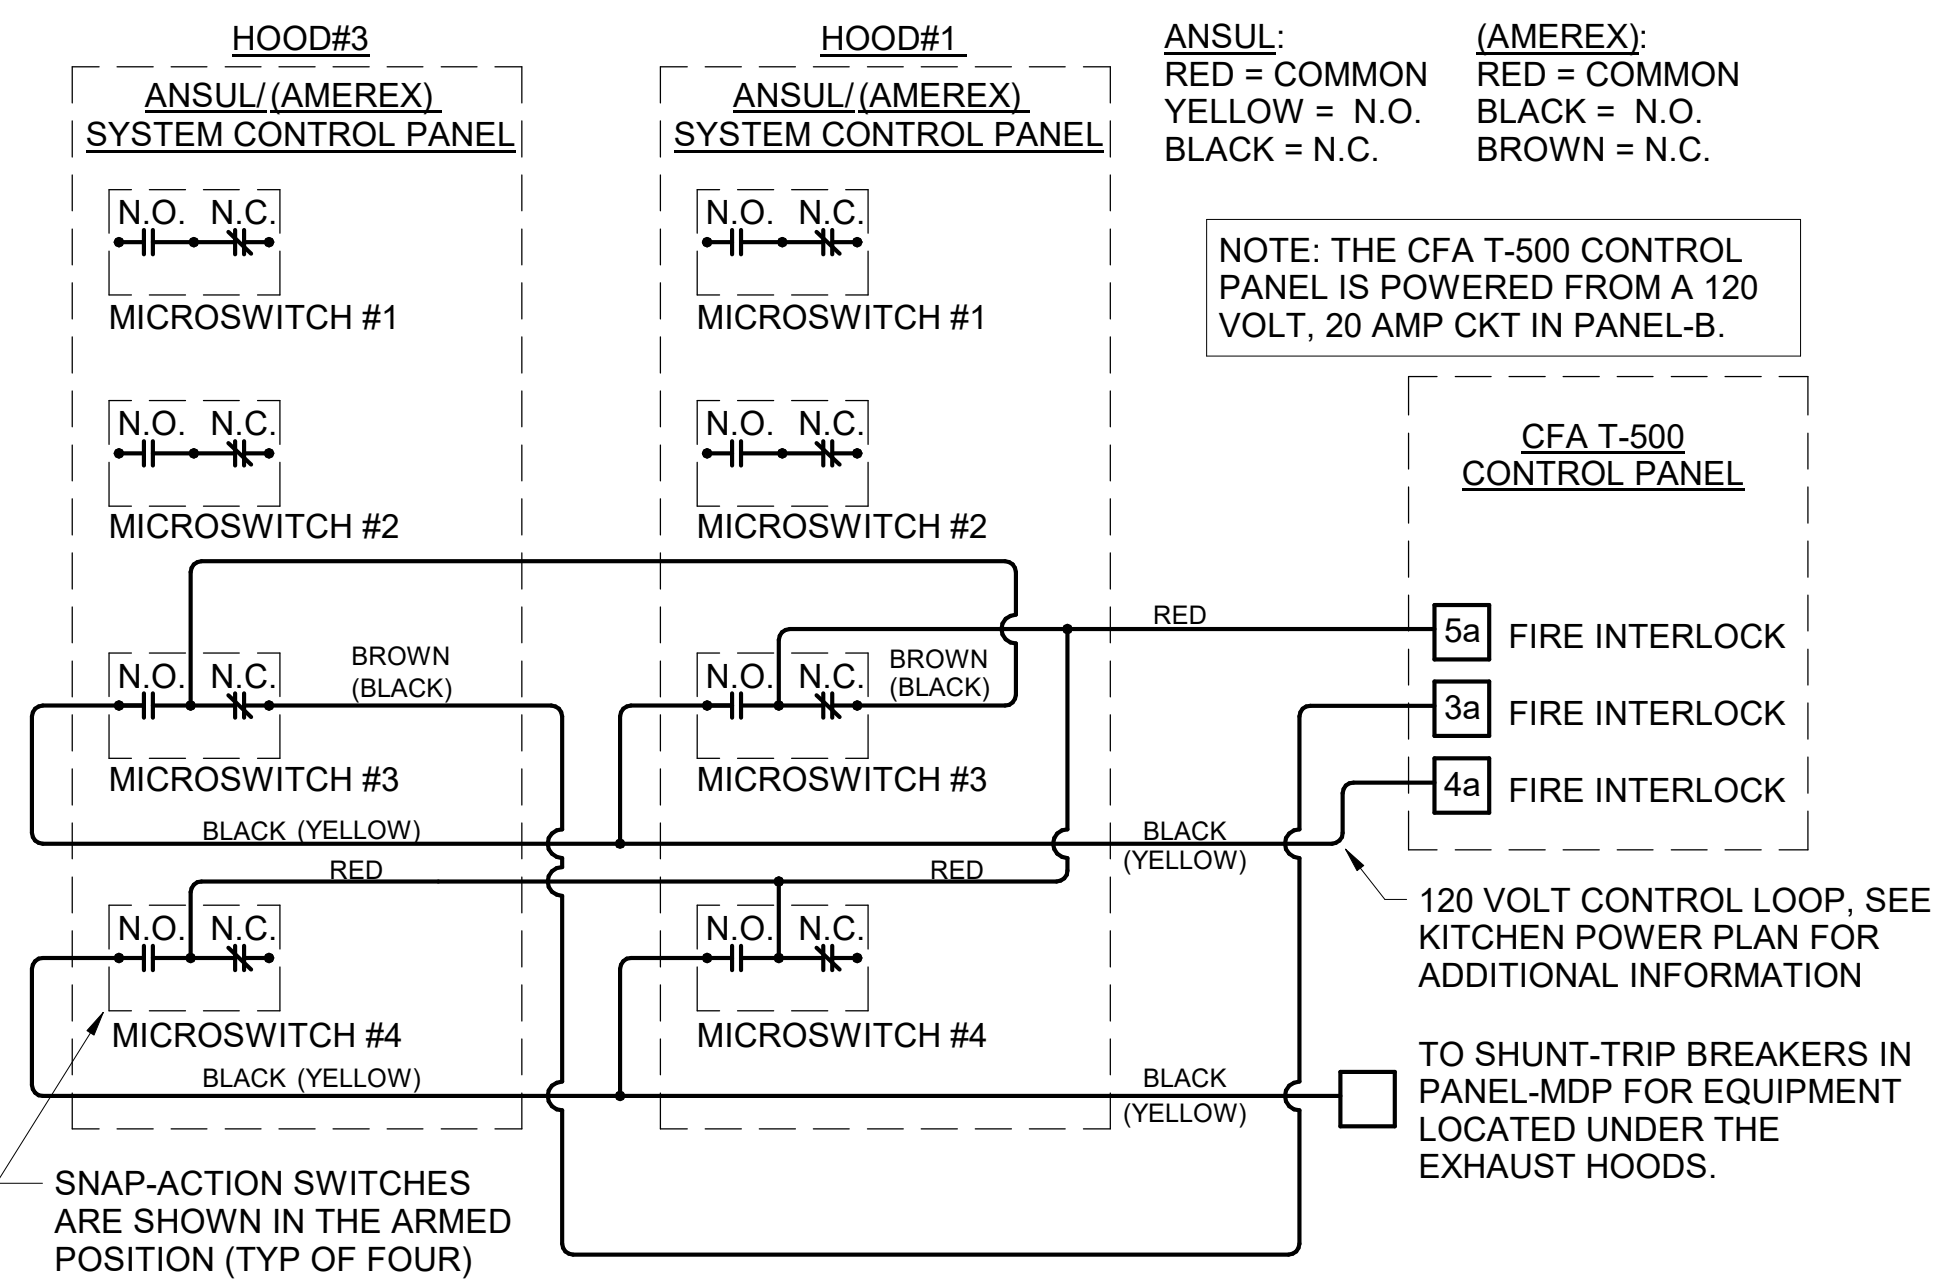 HOOD#3
ANSUL/(AMEREX)
SYSTEM CONTROL PANEL
N.O. N.C.
MICROSWITCH #1
N.O. N.C.
MICROSWITCH #2
N.O. N.C.
BROWN
(BLACK)
MICROSWITCH #3
BLACK (YELLOW)
RED
N.O. N.C.
MICROSWITCH #4
BLACK (YELLOW)
SNAP-ACTION SWITCHES
ARE SHOWN IN THE ARMED
POSITION (TYP OF FOUR)
HOOD#1
ANSUL/(AMEREX)
SYSTEM CONTROL PANEL
N.O. N.C.
MICROSWITCH #1
N.O. N.C.
MICROSWITCH #2
N.O. N.C.
BROWN
(BLACK)
MICROSWITCH #3
RED
N.O. N.C.
MICROSWITCH #4
ANSUL:
RED = COMMON
YELLOW = N.O.
BLACK = N.C.
(AMEREX):
RED = COMMON
BLACK = N.O.
BROWN = N.C.
NOTE: THE CFA T-500 CONTROL
PANEL IS POWERED FROM A 120
VOLT, 20 AMP CKT IN PANEL-B.
CFA T-500
CONTROL PANEL
RED
5a FIRE INTERLOCK
3a FIRE INTERLOCK
4a FIRE INTERLOCK
BLACK
(YELLOW)
120 VOLT CONTROL LOOP, SEE
KITCHEN POWER PLAN FOR
ADDITIONAL INFORMATION
BLACK
(YELLOW)
TO SHUNT-TRIP BREAKERS IN
PANEL-MDP FOR EQUIPMENT
LOCATED UNDER THE
EXHAUST HOODS.